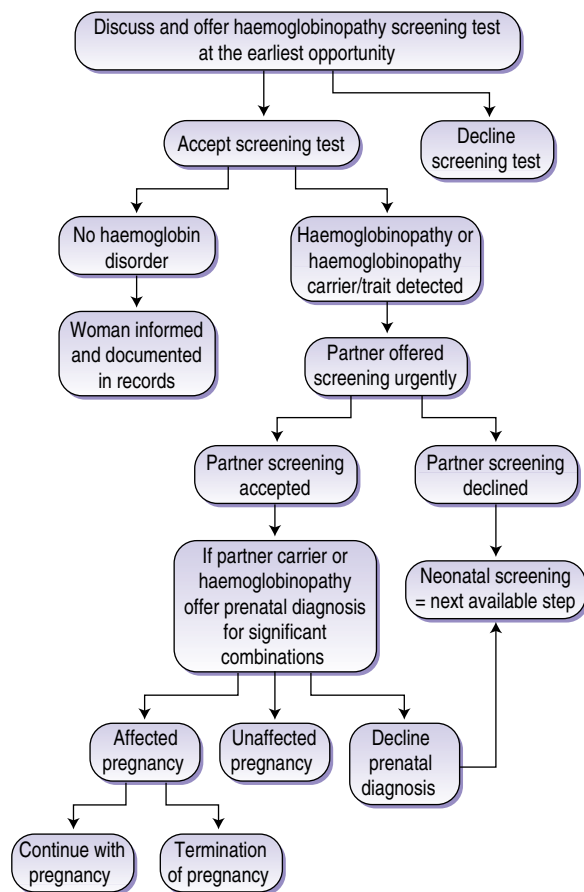 Discuss and offer haemoglobinopathy screening test
at the earliest opportunity
Accept screening test
Decline
screening test
No haemoglobin
disorder
Haemoglobinopathy or
haemoglobinopathy
carrier/trait detected
Woman informed
and documented
in records
Partner offered
screening urgently
Partner screening
accepted
Partner screening
declined
If partner carrier or
haemoglobinopathy
offer prenatal diagnosis
for significant
combinations
Neonatal screening
= next available step
Affected
pregnancy
Unaffected
pregnancy
Decline
prenatal
diagnosis
Continue with
pregnancy
Termination
of pregnancy